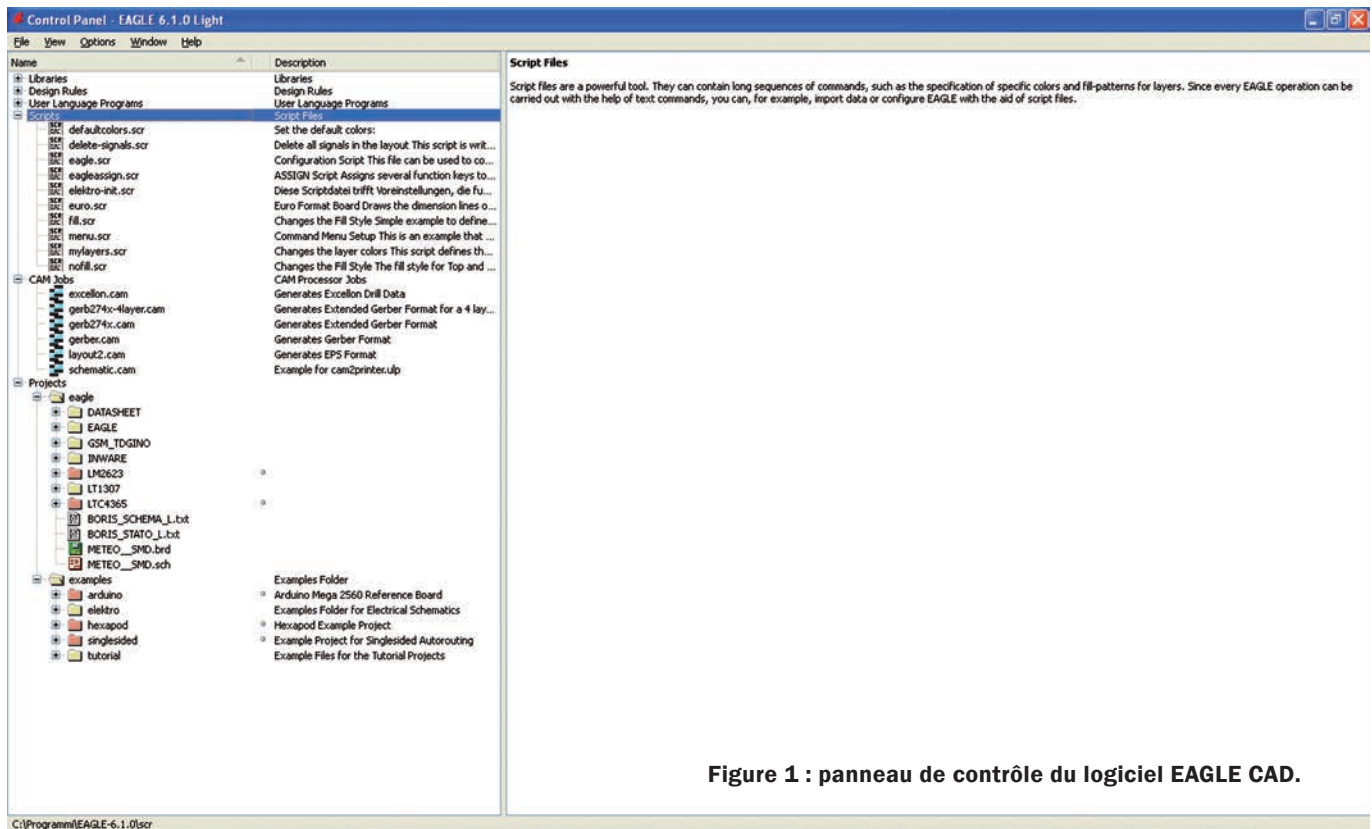 Control Panel - EAGLE 6.1.0 Light
File View Options Window Help
Name Description
Libraries Libraries
Design Rules Design Rules
User Language Programs User Language Programs
Scripts Script Files
defaultcolors.scr Set the default colors:
delete-signals.scr Delete all signals in the layout This script is writ...
eagle.scr Configuration Script This file can be used to co...
eagleassign.scr ASSIGN Script Assigns several function keys to...
elektro-init.scr Diese Scriptdatei trifft Voreinstellungen, die fu...
euro.scr Euro Format Board Draws the dimension lines o...
fill.scr Changes the Fill Style Simple example to define...
menu.scr Command Menu Setup This is an example that ...
mylayers.scr Changes the layer colors This script defines th...
nofill.scr Changes the Fill Style The fill style for Top and ...
CAM Jobs CAM Processor Jobs
excellon.cam Generates Excellon Drill Data
gerb274x-4layer.cam Generates Extended Gerber Format for a 4 lay...
gerb274x.cam Generates Extended Gerber Format
gerber.cam Generates Gerber Format
layout2.cam Generates EPS Format
schematic.cam Example for cam2printer.ulp
Projects
eagle
DATASHEET
EAGLE
GSM_TDGINO
INWARE
LM2623
LT1307
LTC4365
BORIS_SCHEMA_L.txt
BORIS_STATO_L.txt
METEO__SMD.brd
METEO__SMD.sch
examples Examples Folder
arduino Arduino Mega 2560 Reference Board
elektro Examples Folder for Electrical Schematics
hexapod Hexapod Example Project
singlesided Example Project for Singlesided Autorouting
tutorial Example Files for the Tutorial Projects
Script Files
Script files are a powerful tool. They can contain long sequences of commands, such as the specification of specific colors and fill-patterns for layers. Since every EAGLE operation can be
carried out with the help of text commands, you can, for example, import data or configure EAGLE with the aid of script files.
Figure 1 : panneau de contrôle du logiciel EAGLE CAD.
C:\Programmi\EAGLE-6.1.0\scr